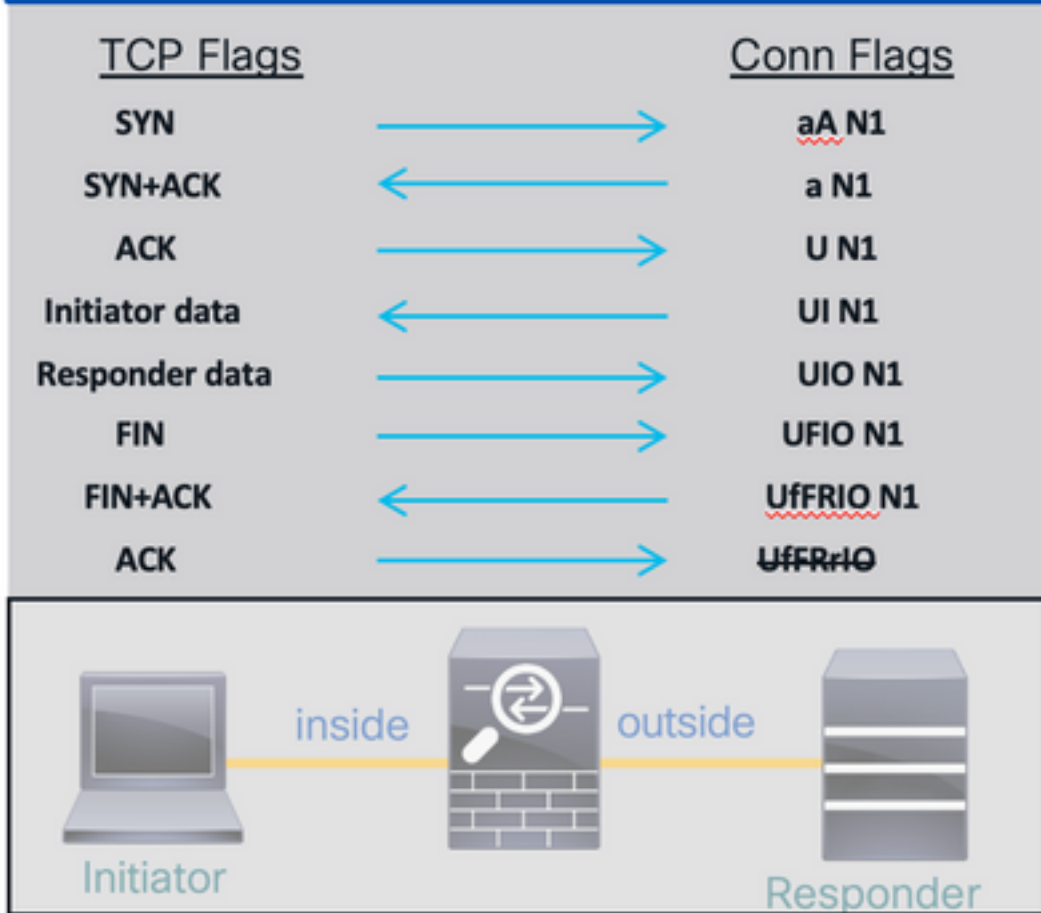 TCP Flags Conn Flags
SYN aA N1
SYN+ACK a N1
ACK U N1
Initiator data UI N1
Responder data UIO N1
FIN UFIO N1
FIN+ACK UfFRIO N1
ACK UfFRrIO
inside outside
Initiator
Responder